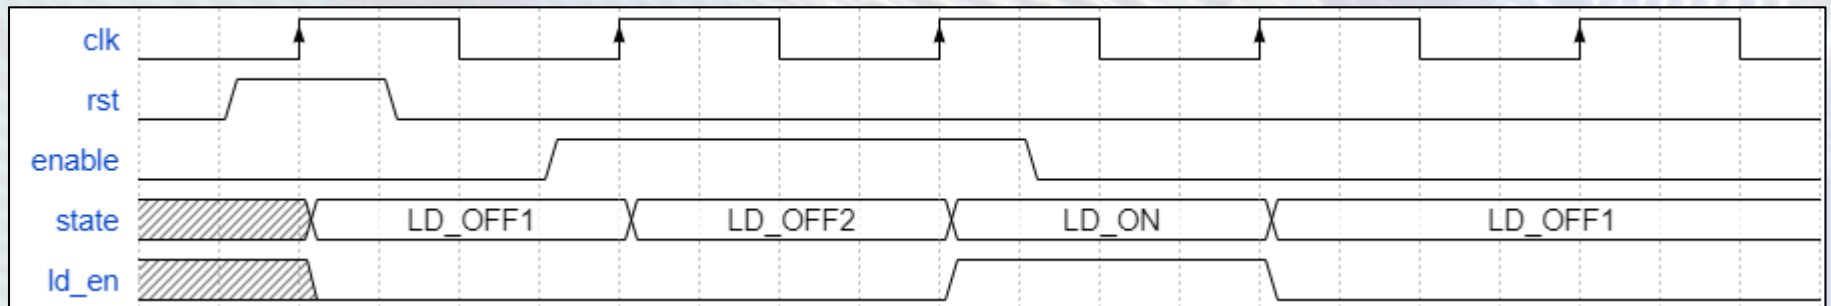 clk
rst
enable
state LD_OFF1 LD_OFF2 LD_ON LD_OFF1
ld_en